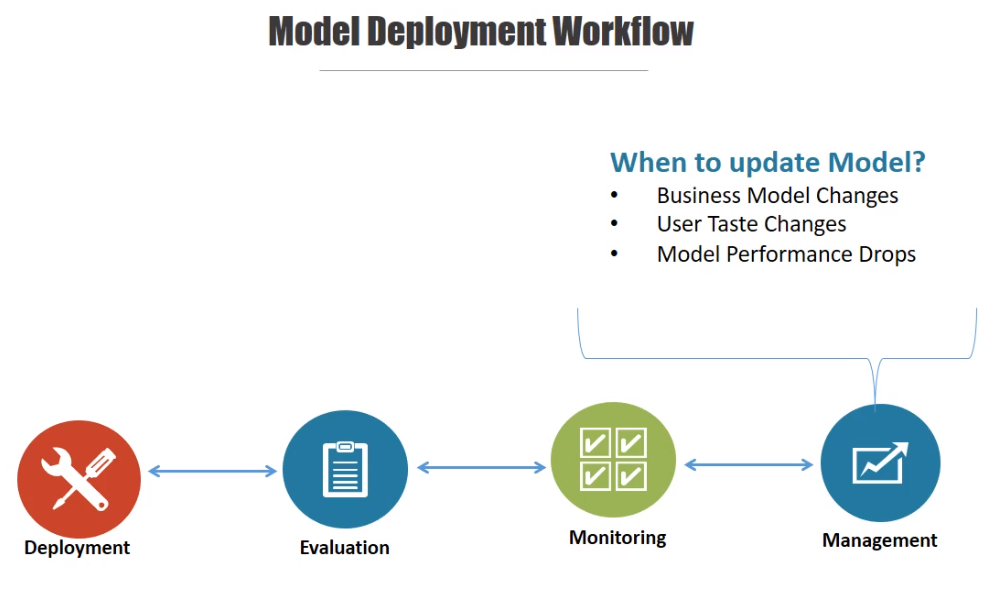 Model Deployment Workflow
When to update Model?
• Business Model Changes
• User Taste Changes
• Model Performance Drops
Deployment
Evaluation
Monitoring
Management